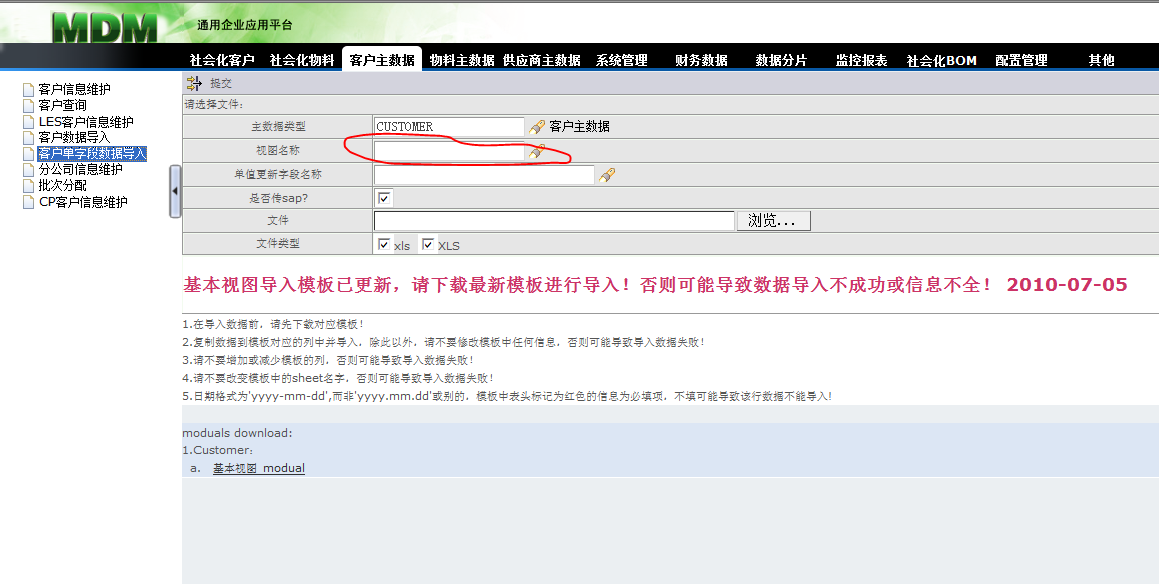 MDM 通用企业应用平台
社会化客户 社会化物料 客户主数据 物料主数据 供应商主数据 系统管理 财务数据 数据分片 监控报表 社会化BOM 配置管理 其他
客户信息维护
客户查询
LES客户信息维护
客户数据导入
客户单字段数据导入
分公司信息维护
批次分配
CP客户信息维护
提交
请选择文件:
主数据类型 CUSTOMER 客户主数据
视图名称
单值更新字段名称
是否传sap?
文件 浏览...
文件类型 xls XLS
基本视图导入模板已更新，请下载最新模板进行导入！否则可能导致数据导入不成功或信息不全！ 2010-07-05
1.在导入数据前，请先下载对应模板！
2.复制数据到模板对应的列中并导入，除此以外，请不要修改模板中任何信息，否则可能导致导入数据失败！
3.请不要增加或减少模板的列，否则可能导致导入数据失败！
4.请不要改变模板中的sheet名字，否则可能导致导入数据失败！
5.日期格式为'yyyy-mm-dd',而非'yyyy.mm.dd'或别的，模板中表头标记为红色的信息为必填项，不填可能导致该行数据不能导入！
moduals download:
1.Customer:
a. 基本视图 modual